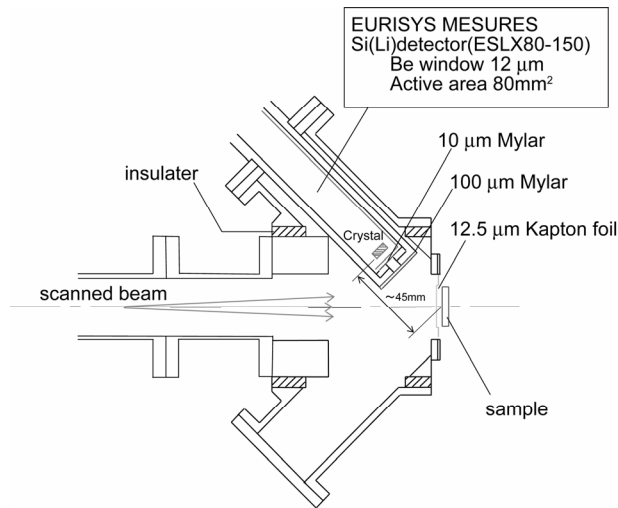 EURISYS MESURES
Si(Li)detector(ESLX80-150)
Be window 12 μm
Active area 80mm²
10 μm Mylar
insulater
100 μm Mylar
12.5 μm Kapton foil
Crystal
scanned beam
~45mm
sample